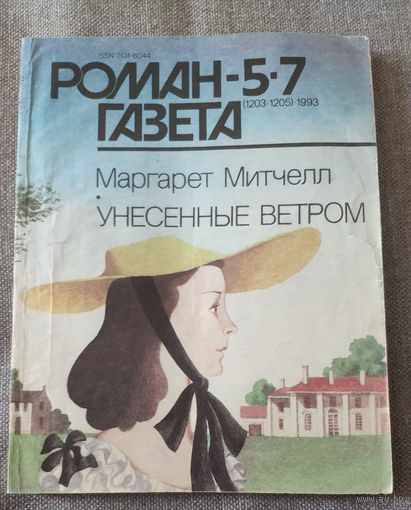 ISSN 0131-6044
РОМАН-5·7
ГАЗЕТА (1203·1205)·1993
Маргарет Митчелл
УНЕСЕННЫЕ ВЕТРОМ